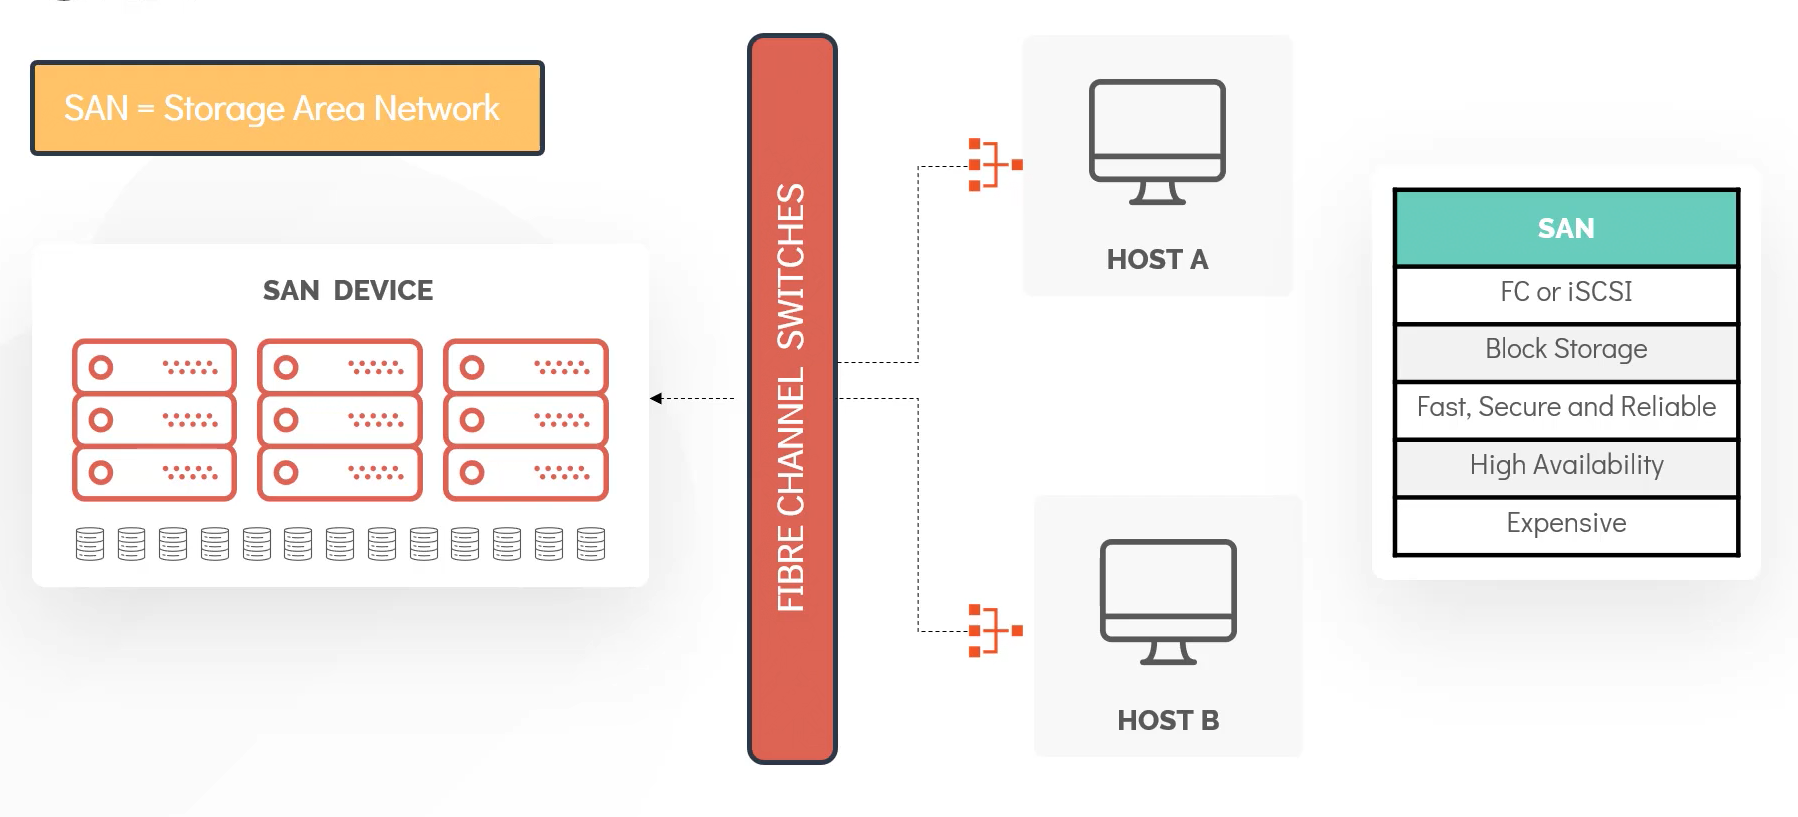 SAN = Storage Area Network
SAN DEVICE
FIBRE CHANNEL SWITCHES
HOST A
HOST B
SAN
FC or iSCSI
Block Storage
Fast, Secure and Reliable
High Availability
Expensive